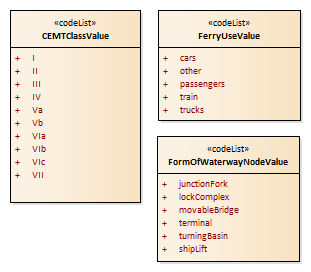 «codeList»
CEMTClassValue
+ I
+ II
+ III
+ IV
+ Va
+ Vb
+ VIa
+ VIb
+ VIc
+ VII
«codeList»
FerryUseValue
+ cars
+ other
+ passengers
+ train
+ trucks
«codeList»
FormOfWaterwayNodeValue
+ junctionFork
+ lockComplex
+ movableBridge
+ terminal
+ turningBasin
+ shipLift